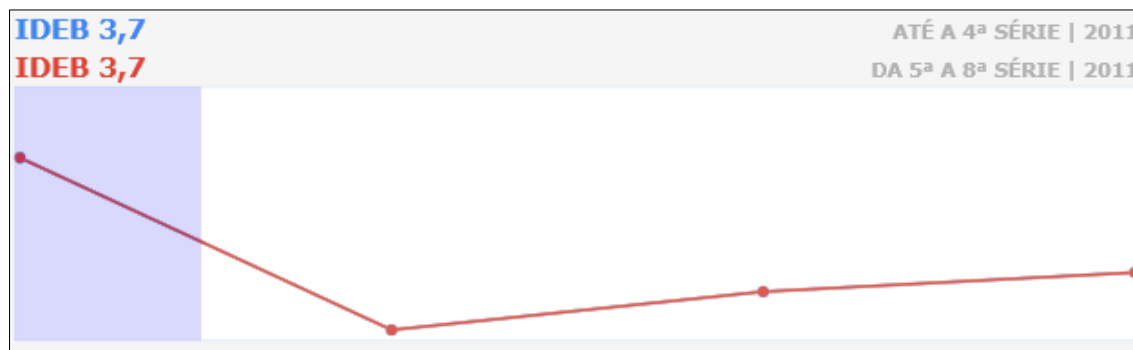 IDEB 3,7 ATÉ A 4ª SÉRIE | 2011
IDEB 3,7 DA 5ª A 8ª SÉRIE | 2011